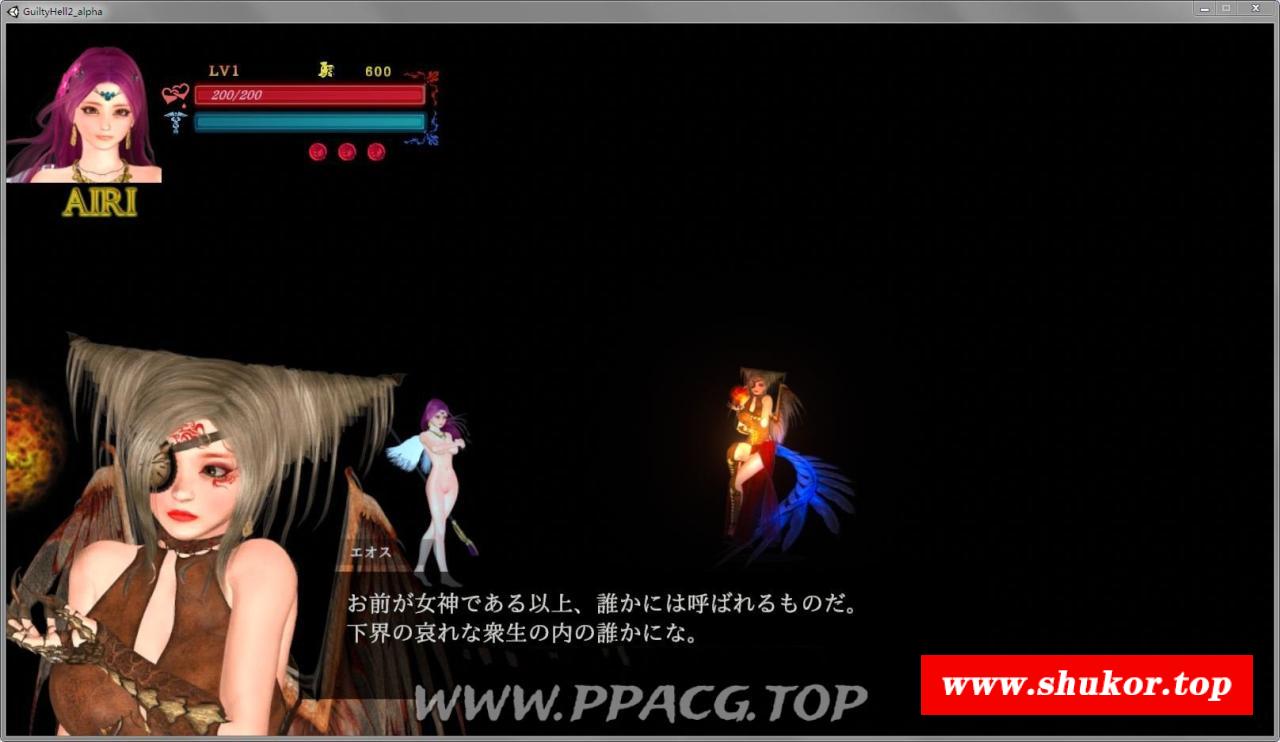 GuiltyHell2_alpha
LV1
600
200/200
AIRI
エオス
お前が女神である以上、誰かには呼ばれるものだ。
下界の哀れな衆生の内の誰かにな。
WWW.PPACG.TOP
www.shukor.top